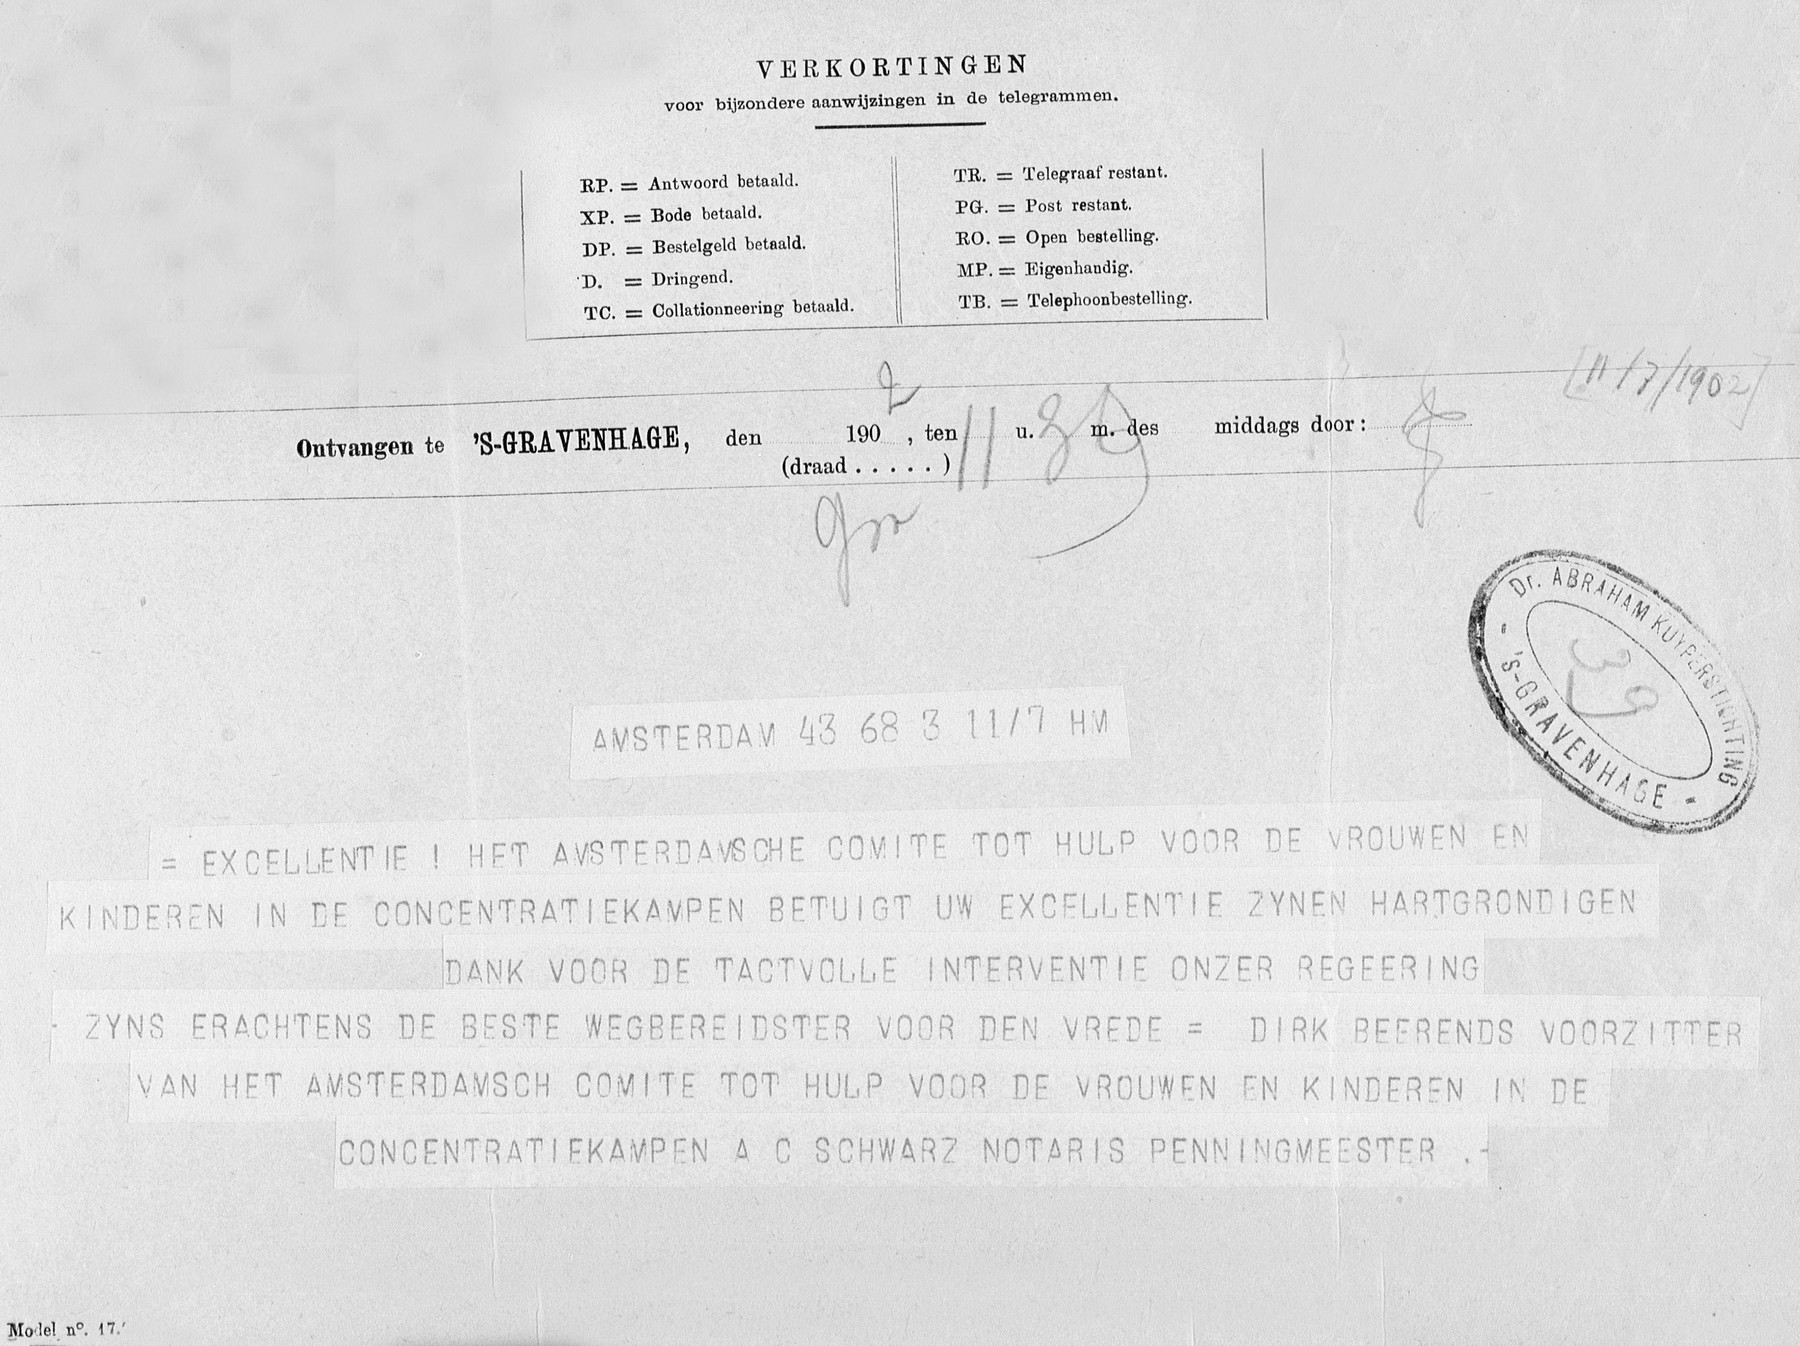 VERKORTINGEN
voor bijzondere aanwijzingen in de telegrammen.
RP. = Antwoord betaald.
XP. = Bode betaald.
DP. = Bestelgeld betaald.
D. = Dringend.
TC. = Collationneering betaald.
TR. = Telegraaf restant.
PG. = Post restant.
RO. = Open bestelling.
MP. = Eigenhandig.
TB. = Telephoonbestelling.
[11/7/1902]
Ontvangen te 'S-GRAVENHAGE, den 1902, ten 11 u. m. des middags door:
(draad . . . . . )
Dr. ABRAHAM KUYPERSTICHTING
'S-GRAVENHAGE
AMSTERDAM 43 68 3 11/7 HM
= EXCELLENTIE ! HET AMSTERDAMSCHE COMITE TOT HULP VOOR DE VROUWEN EN
KINDEREN IN DE CONCENTRATIEKAMPEN BETUIGT UW EXCELLENTIE ZYNEN HARTGRONDIGEN
DANK VOOR DE TACTVOLLE INTERVENTIE ONZER REGEERING
ZYNS ERACHTENS DE BESTE WEGBEREIDSTER VOOR DEN VREDE = DIRK BEERENDS VOORZITTER
VAN HET AMSTERDAMSCH COMITE TOT HULP VOOR DE VROUWEN EN KINDEREN IN DE
CONCENTRATIEKAMPEN A C SCHWARZ NOTARIS PENNINGMEESTER .-
Model nº. 17.